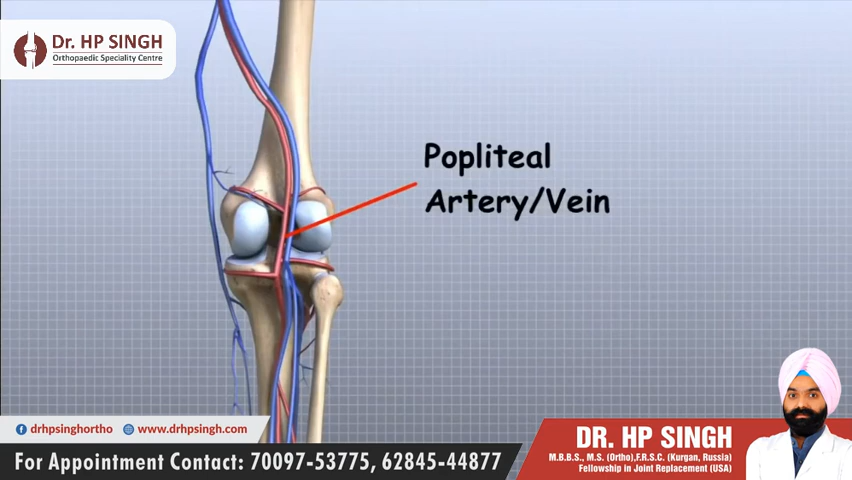 Dr. HP SINGH
Orthopaedic Speciality Centre
Popliteal
Artery/Vein
drhpsinghortho www.drhpsingh.com
For Appointment Contact: 70097-53775, 62845-44877
DR. HP SINGH
M.B.B.S., M.S. (Ortho),F.R.S.C. (Kurgan, Russia)
Fellowship in Joint Replacement (USA)